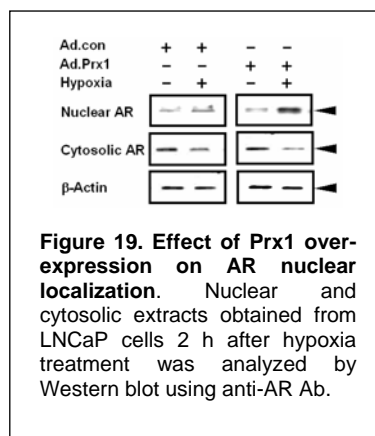 Ad.con + + − −
Ad.Prx1 − − + +
Hypoxia − + − +
Nuclear AR
Cytosolic AR
β-Actin
Figure 19. Effect of Prx1 over-
expression on AR nuclear
localization. Nuclear and
cytosolic extracts obtained from
LNCaP cells 2 h after hypoxia
treatment was analyzed by
Western blot using anti-AR Ab.